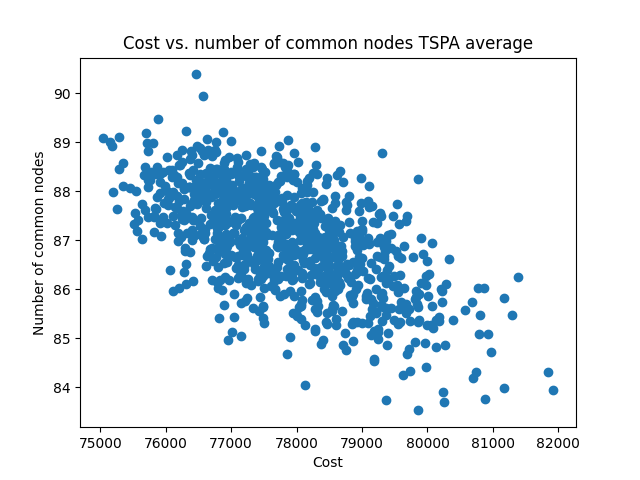 Cost vs. number of common nodes TSPA average
90
89
88
87
86
85
84
Number of common nodes
75000 76000 77000 78000 79000 80000 81000 82000
Cost